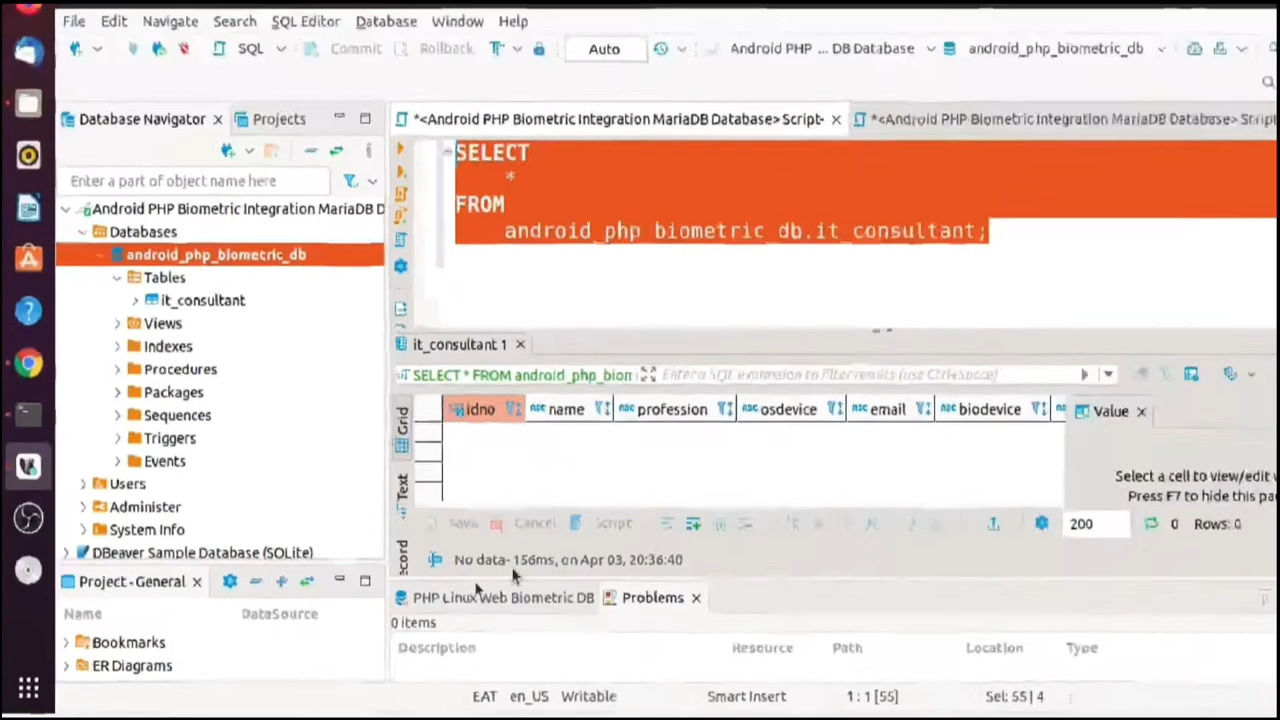 File Edit Navigate Search SQL Editor Database Window Help
SQL Commit Rollback Auto Android PHP ... DB Database android_php_biometric_db
Database Navigator Projects
Enter a part of object name here
Android PHP Biometric Integration MariaDB D
Databases
android_php_biometric_db
Tables
it_consultant
Views
Indexes
Procedures
Packages
Sequences
Triggers
Events
Users
Administer
System Info
DBeaver Sample Database (SQLite)
Project - General
Name DataSource
Bookmarks
ER Diagrams
*<Android PHP Biometric Integration MariaDB Database> Script- *<Android PHP Biometric Integration MariaDB Database> Script
SELECT
*
FROM
android_php_biometric_db.it_consultant;
it_consultant 1
SELECT * FROM android_php_biom Enter a SQL expression to filter results (use Ctrl+Space)
Grid
Text
ecord
idno name profession osdevice email biodevice
Value
Select a cell to view/edit v
Press F7 to hide this pa
Save Cancel Script 200 0 Rows: 0
No data - 156ms, on Apr 03, 20:36:40
PHP Linux Web Biometric DB Problems
0 items
Description Resource Path Location Type
EAT en_US Writable Smart Insert 1 : 1 [55] Sel: 55 | 4